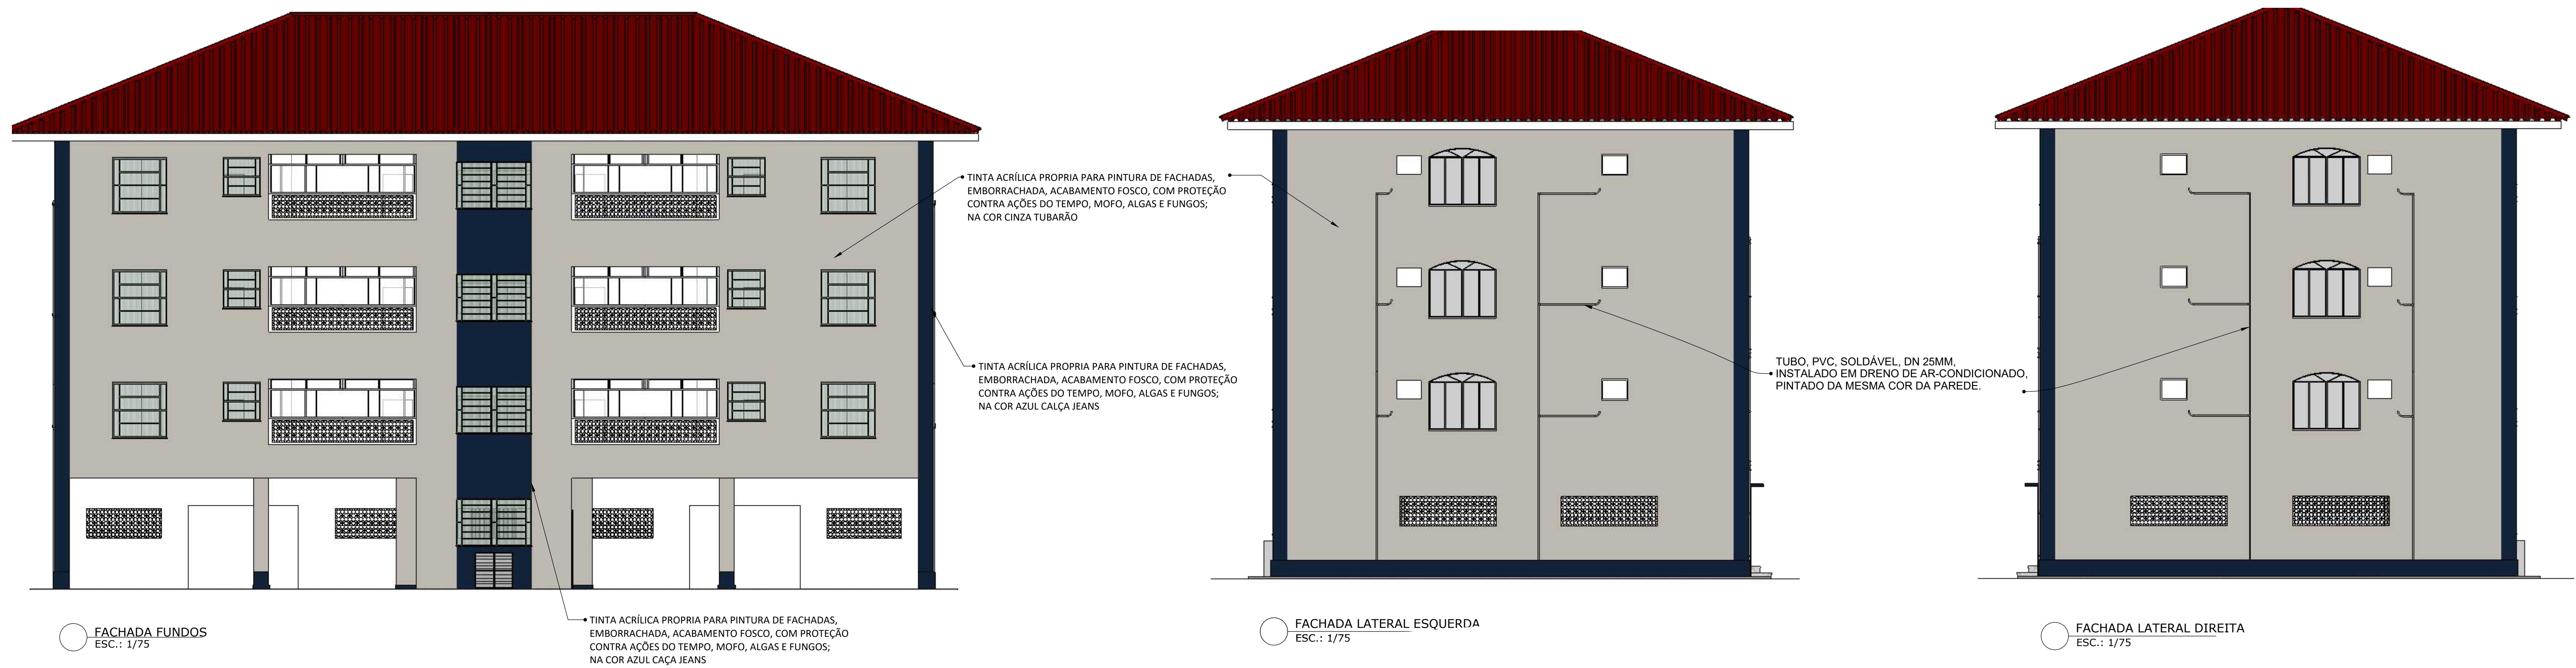 TINTA ACRÍLICA PROPRIA PARA PINTURA DE FACHADAS,
EMBORRACHADA, ACABAMENTO FOSCO, COM PROTEÇÃO
CONTRA AÇÕES DO TEMPO, MOFO, ALGAS E FUNGOS;
NA COR CINZA TUBARÃO
TINTA ACRÍLICA PROPRIA PARA PINTURA DE FACHADAS,
EMBORRACHADA, ACABAMENTO FOSCO, COM PROTEÇÃO
CONTRA AÇÕES DO TEMPO, MOFO, ALGAS E FUNGOS;
NA COR AZUL CALÇA JEANS
TUBO, PVC, SOLDÁVEL, DN 25MM,
INSTALADO EM DRENO DE AR-CONDICIONADO,
PINTADO DA MESMA COR DA PAREDE.
TINTA ACRÍLICA PROPRIA PARA PINTURA DE FACHADAS,
EMBORRACHADA, ACABAMENTO FOSCO, COM PROTEÇÃO
CONTRA AÇÕES DO TEMPO, MOFO, ALGAS E FUNGOS;
NA COR AZUL CAÇA JEANS
FACHADA FUNDOS
ESC.: 1/75
FACHADA LATERAL ESQUERDA
ESC.: 1/75
FACHADA LATERAL DIREITA
ESC.: 1/75